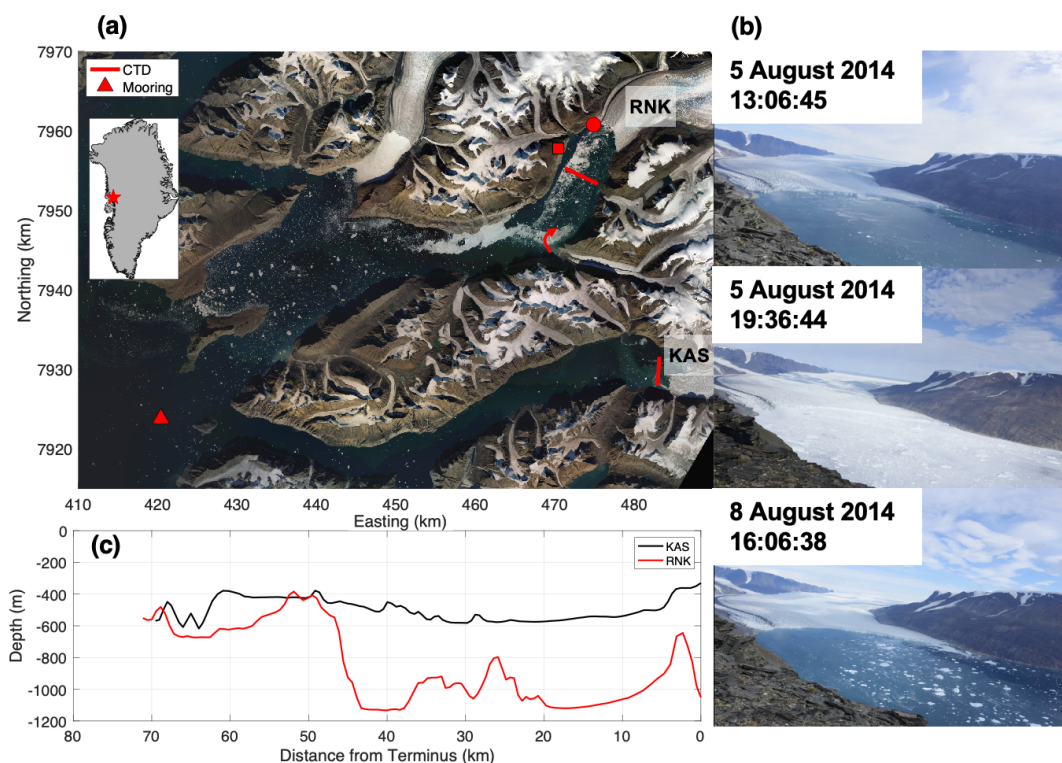 (a)
7970
7960
7950
7940
7930
7920
Northing (km)
CTD
Mooring
RNK
KAS
410
420
430
440
450
460
470
480
Easting (km)
(b)
5 August 2014
13:06:45
5 August 2014
19:36:44
8 August 2014
16:06:38
(c)
0
-200
-400
-600
-800
-1000
-1200
Depth (m)
KAS
RNK
80
70
60
50
40
30
20
10
0
Distance from Terminus (km)